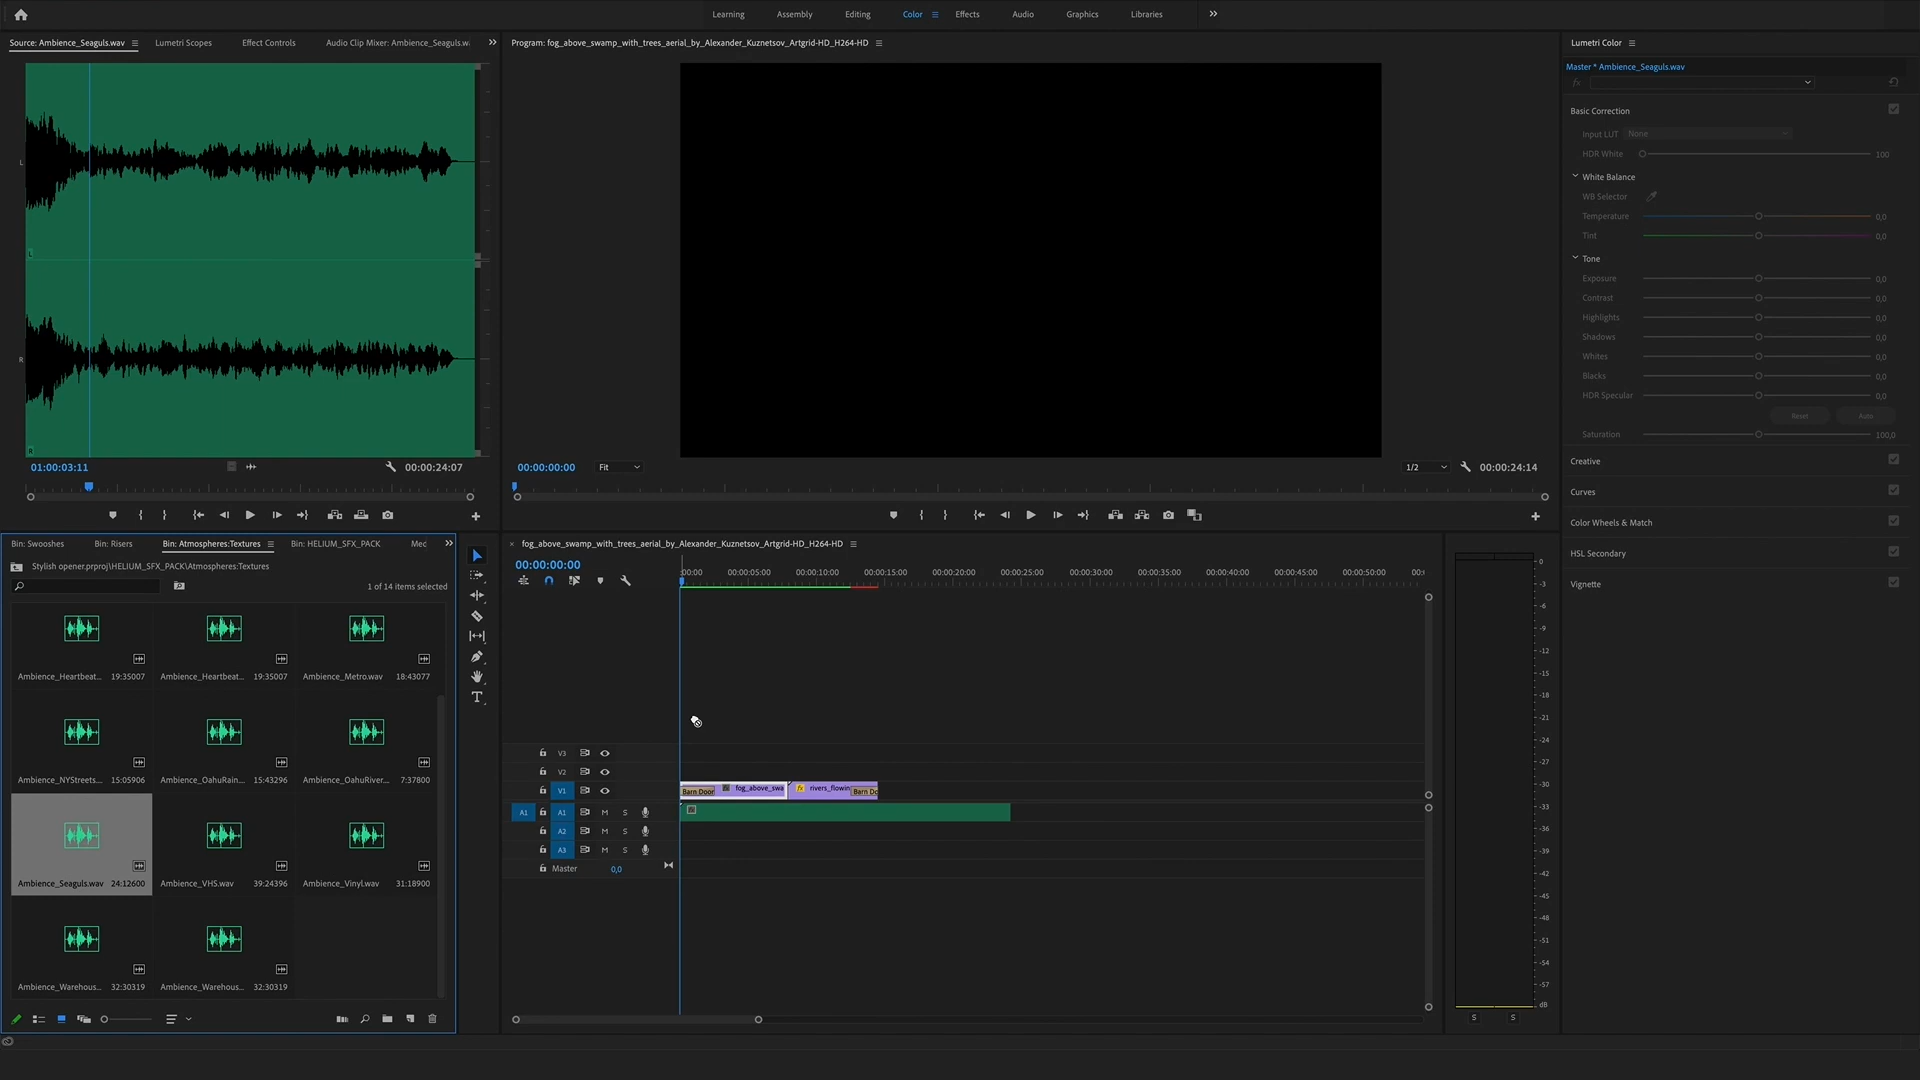 Learning Assembly Editing Color Effects Audio Graphics Libraries
Source: Ambience_Seaguls.wav Lumetri Scopes Effect Controls Audio Clip Mixer: Ambience_Seaguls.w
L
L
R
R
01:00:03:11 00:00:24:07
Program: fog_above_swamp_with_trees_aerial_by_Alexander_Kuznetsov_Artgrid-HD_H264-HD
00:00:00:00 Fit 1/2 00:00:24:14
Lumetri Color
Master * Ambience_Seaguls.wav
fx
Basic Correction
Input LUT None
HDR White 100
White Balance
WB Selector
Temperature 0,0
Tint 0,0
Tone
Exposure 0,0
Contrast 0,0
Highlights 0,0
Shadows 0,0
Whites 0,0
Blacks 0,0
HDR Specular 0,0
Reset Auto
Saturation 100,0
Creative
Curves
Color Wheels & Match
HSL Secondary
Vignette
Bin: Swooshes Bin: Risers Bin: Atmospheres:Textures Bin: HELIUM_SFX_PACK Mec
Stylish opener.prproj\HELIUM_SFX_PACK\Atmospheres:Textures
1 of 14 items selected
Ambience_Heartbeat... 19:35007 Ambience_Heartbeat... 19:35007 Ambience_Metro.wav 18:43077
Ambience_NYStreets... 15:05906 Ambience_OahuRain... 15:43296 Ambience_OahuRiver... 7:37800
Ambience_Seaguls.wav 24:12600 Ambience_VHS.wav 39:24396 Ambience_Vinyl.wav 31:18900
Ambience_Warehous... 32:30319 Ambience_Warehous... 32:30319
T
fog_above_swamp_with_trees_aerial_by_Alexander_Kuznetsov_Artgrid-HD_H264-HD
00:00:00:00
:00:00 00:00:05:00 00:00:10:00 00:00:15:00 00:00:20:00 00:00:25:00 00:00:30:00 00:00:35:00 00:00:40:00 00:00:45:00 00:00:50:00 00:
V3
V2
V1 Barn Door fog_above_swa fx rivers_flowin Barn Do
A1 A1 M S
A2 M S
A3 M S
Master 0,0
0
-3
-6
-9
-12
-15
-18
-21
-24
-27
-30
-33
-36
-39
-42
-45
-48
-51
-54
-57
dB
S S